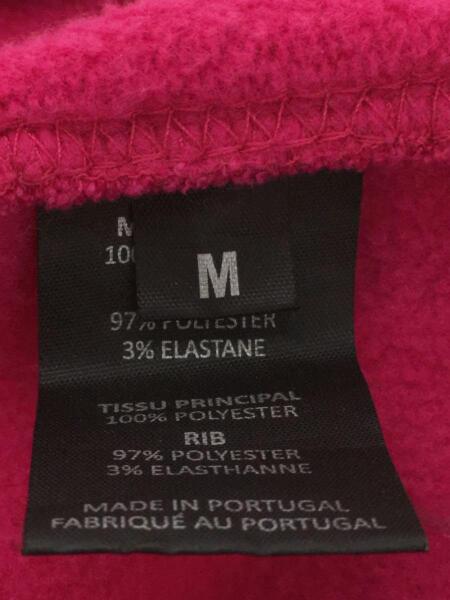 M
97% POLYESTER
3% ELASTANE
TISSU PRINCIPAL
100% POLYESTER
RIB
97% POLYESTER
3% ELASTHANNE
MADE IN PORTUGAL
FABRIQUÉ AU PORTUGAL